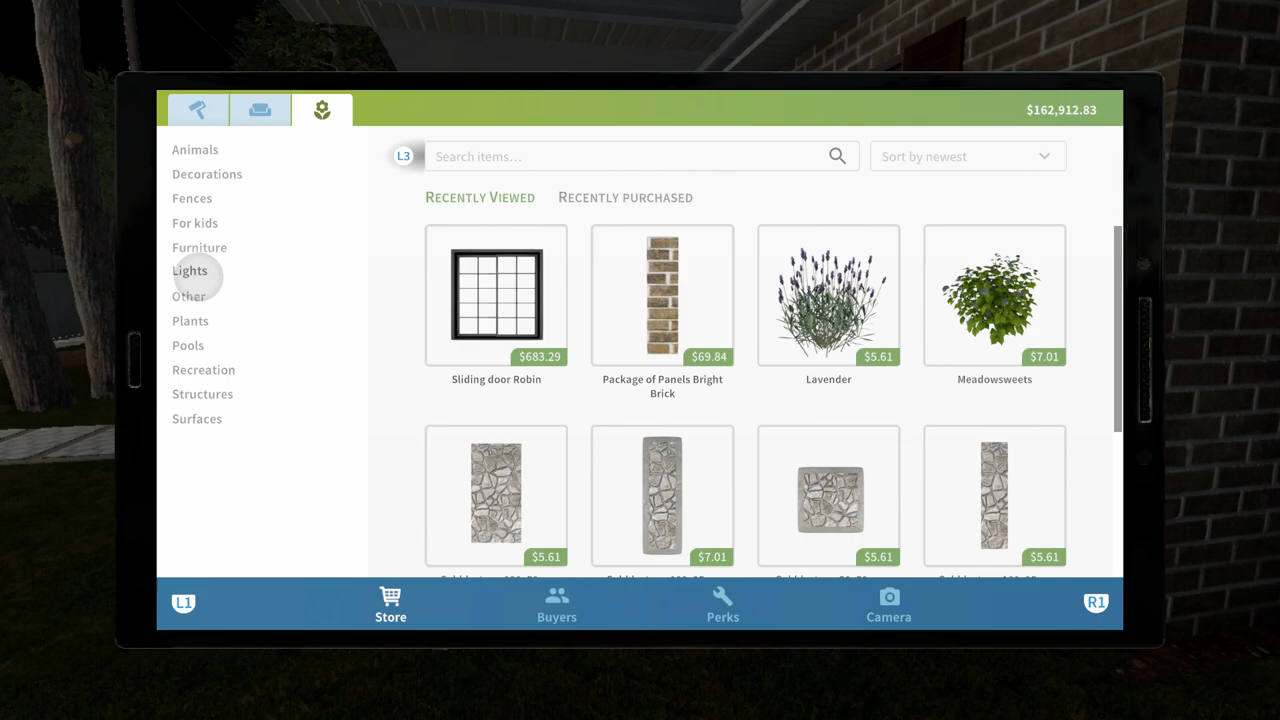 $162,912.83
Animals
Decorations
Fences
For kids
Furniture
Lights
Other
Plants
Pools
Recreation
Structures
Surfaces
L3
Search items...
Sort by newest
RECENTLY VIEWED
RECENTLY PURCHASED
$683.29
$69.84
$5.61
$7.01
Sliding door Robin
Package of Panels Bright
Brick
Lavender
Meadowsweets
$5.61
$7.01
$5.61
$5.61
L1
Store
Buyers
Perks
Camera
R1